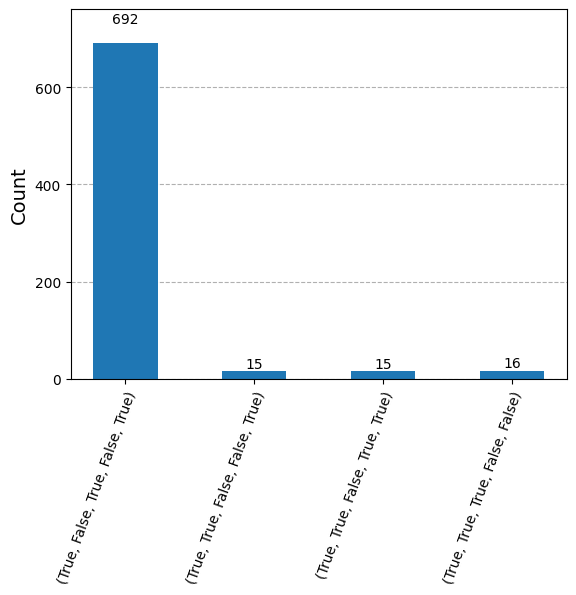 692
600
400
200
0
Count
15
15
16
(True, False, True, False, True)
(True, True, False, False, True)
(True, True, False, True, True)
(True, True, True, False, False)